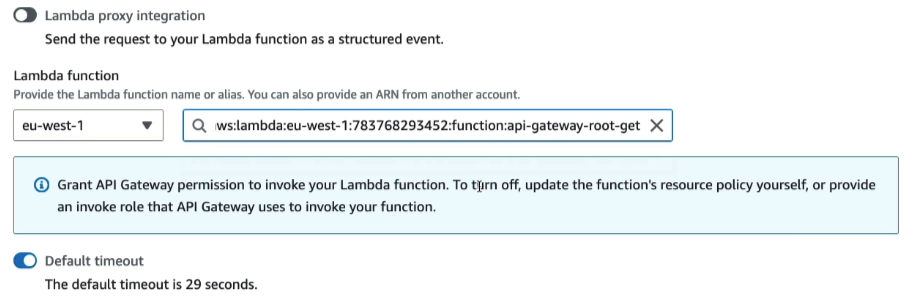 Lambda proxy integration
Send the request to your Lambda function as a structured event.
Lambda function
Provide the Lambda function name or alias. You can also provide an ARN from another account.
eu-west-1
ws:lambda:eu-west-1:783768293452:function:api-gateway-root-get
Grant API Gateway permission to invoke your Lambda function. To turn off, update the function's resource policy yourself, or provide
an invoke role that API Gateway uses to invoke your function.
Default timeout
The default timeout is 29 seconds.